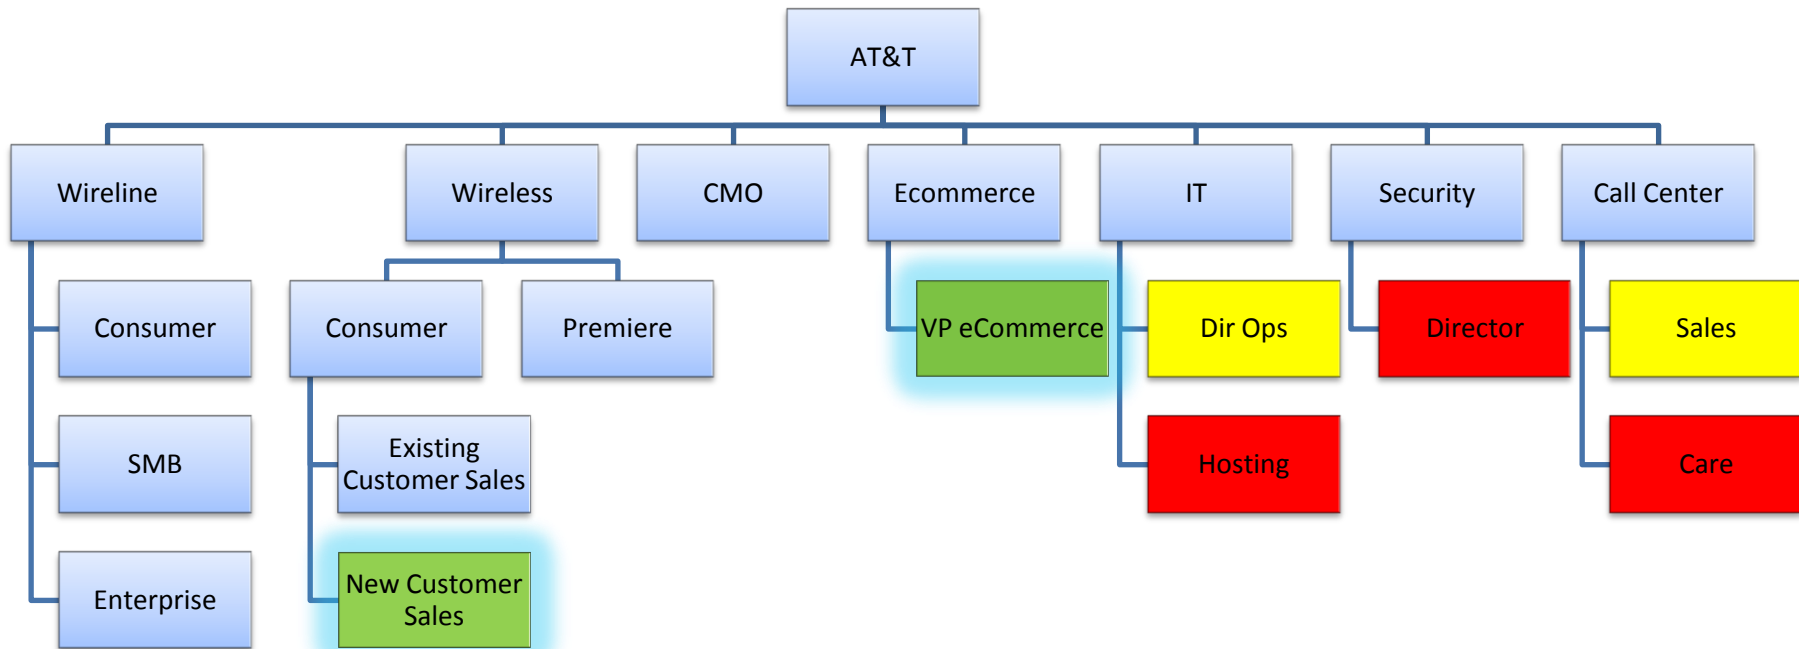 AT&T
Wireline
Wireless
CMO
Ecommerce
IT
Security
Call Center
Consumer
Consumer
Premiere
VP eCommerce
Dir Ops
Director
Sales
SMB
Existing
Customer Sales
Hosting
Care
Enterprise
New Customer
Sales